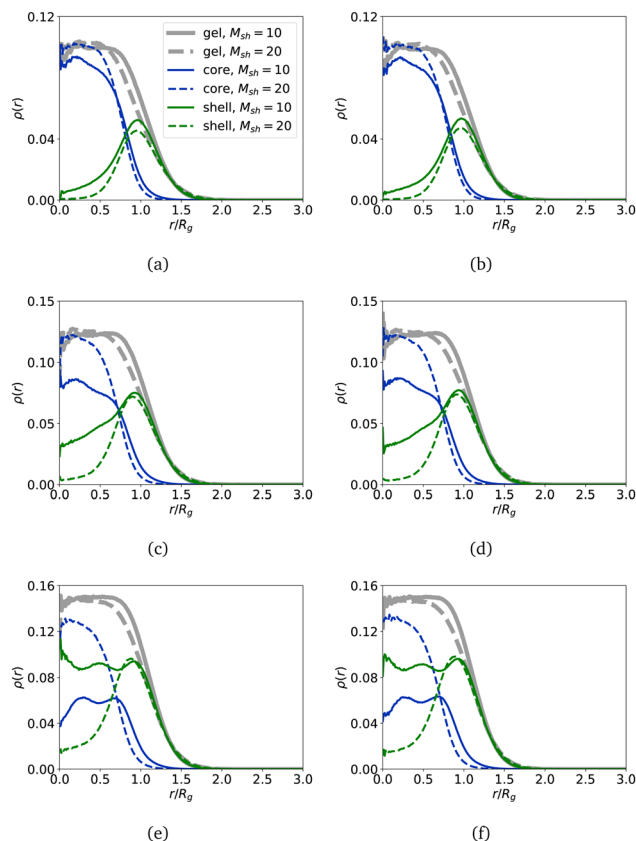 0.12
0.04
0.00
ρ(r)
gel, M_sh = 10
gel, M_sh = 20
core, M_sh = 10
core, M_sh = 20
shell, M_sh = 10
shell, M_sh = 20
0.0 0.5 1.0 1.5 2.0 2.5 3.0
r/R_g
(a)
0.12
0.04
0.00
ρ(r)
0.0 0.5 1.0 1.5 2.0 2.5 3.0
r/R_g
(b)
0.15
0.10
0.05
0.00
ρ(r)
0.0 0.5 1.0 1.5 2.0 2.5 3.0
r/R_g
(c)
0.15
0.10
0.05
0.00
ρ(r)
0.0 0.5 1.0 1.5 2.0 2.5 3.0
r/R_g
(d)
0.16
0.12
0.08
0.04
0.00
ρ(r)
0.0 0.5 1.0 1.5 2.0 2.5 3.0
r/R_g
(e)
0.16
0.12
0.08
0.04
0.00
ρ(r)
0.0 0.5 1.0 1.5 2.0 2.5 3.0
r/R_g
(f)